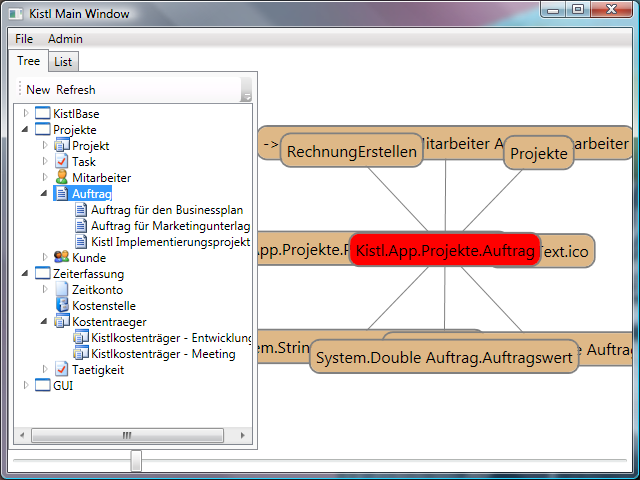 Kistl Main Window
File Admin
Tree List
New Refresh
KistlBase
Projekte
Projekt
Task
Mitarbeiter
Auftrag
Auftrag für den Businessplan
Auftrag für Marketingunterlag
Kistl Implementierungsprojekt
Kunde
Zeiterfassung
Zeitkonto
Kostenstelle
Kostentraeger
Kistlkostenträger - Entwicklung
Kistlkostenträger - Meeting
Taetigkeit
GUI
-> RechnungErstellen Mitarbeiter A Projekte arbeiter
App.Projekte. Kistl.App.Projekte.Auftrag Text.ico
em.String System.Double Auftrag.Auftragswert e Auftra